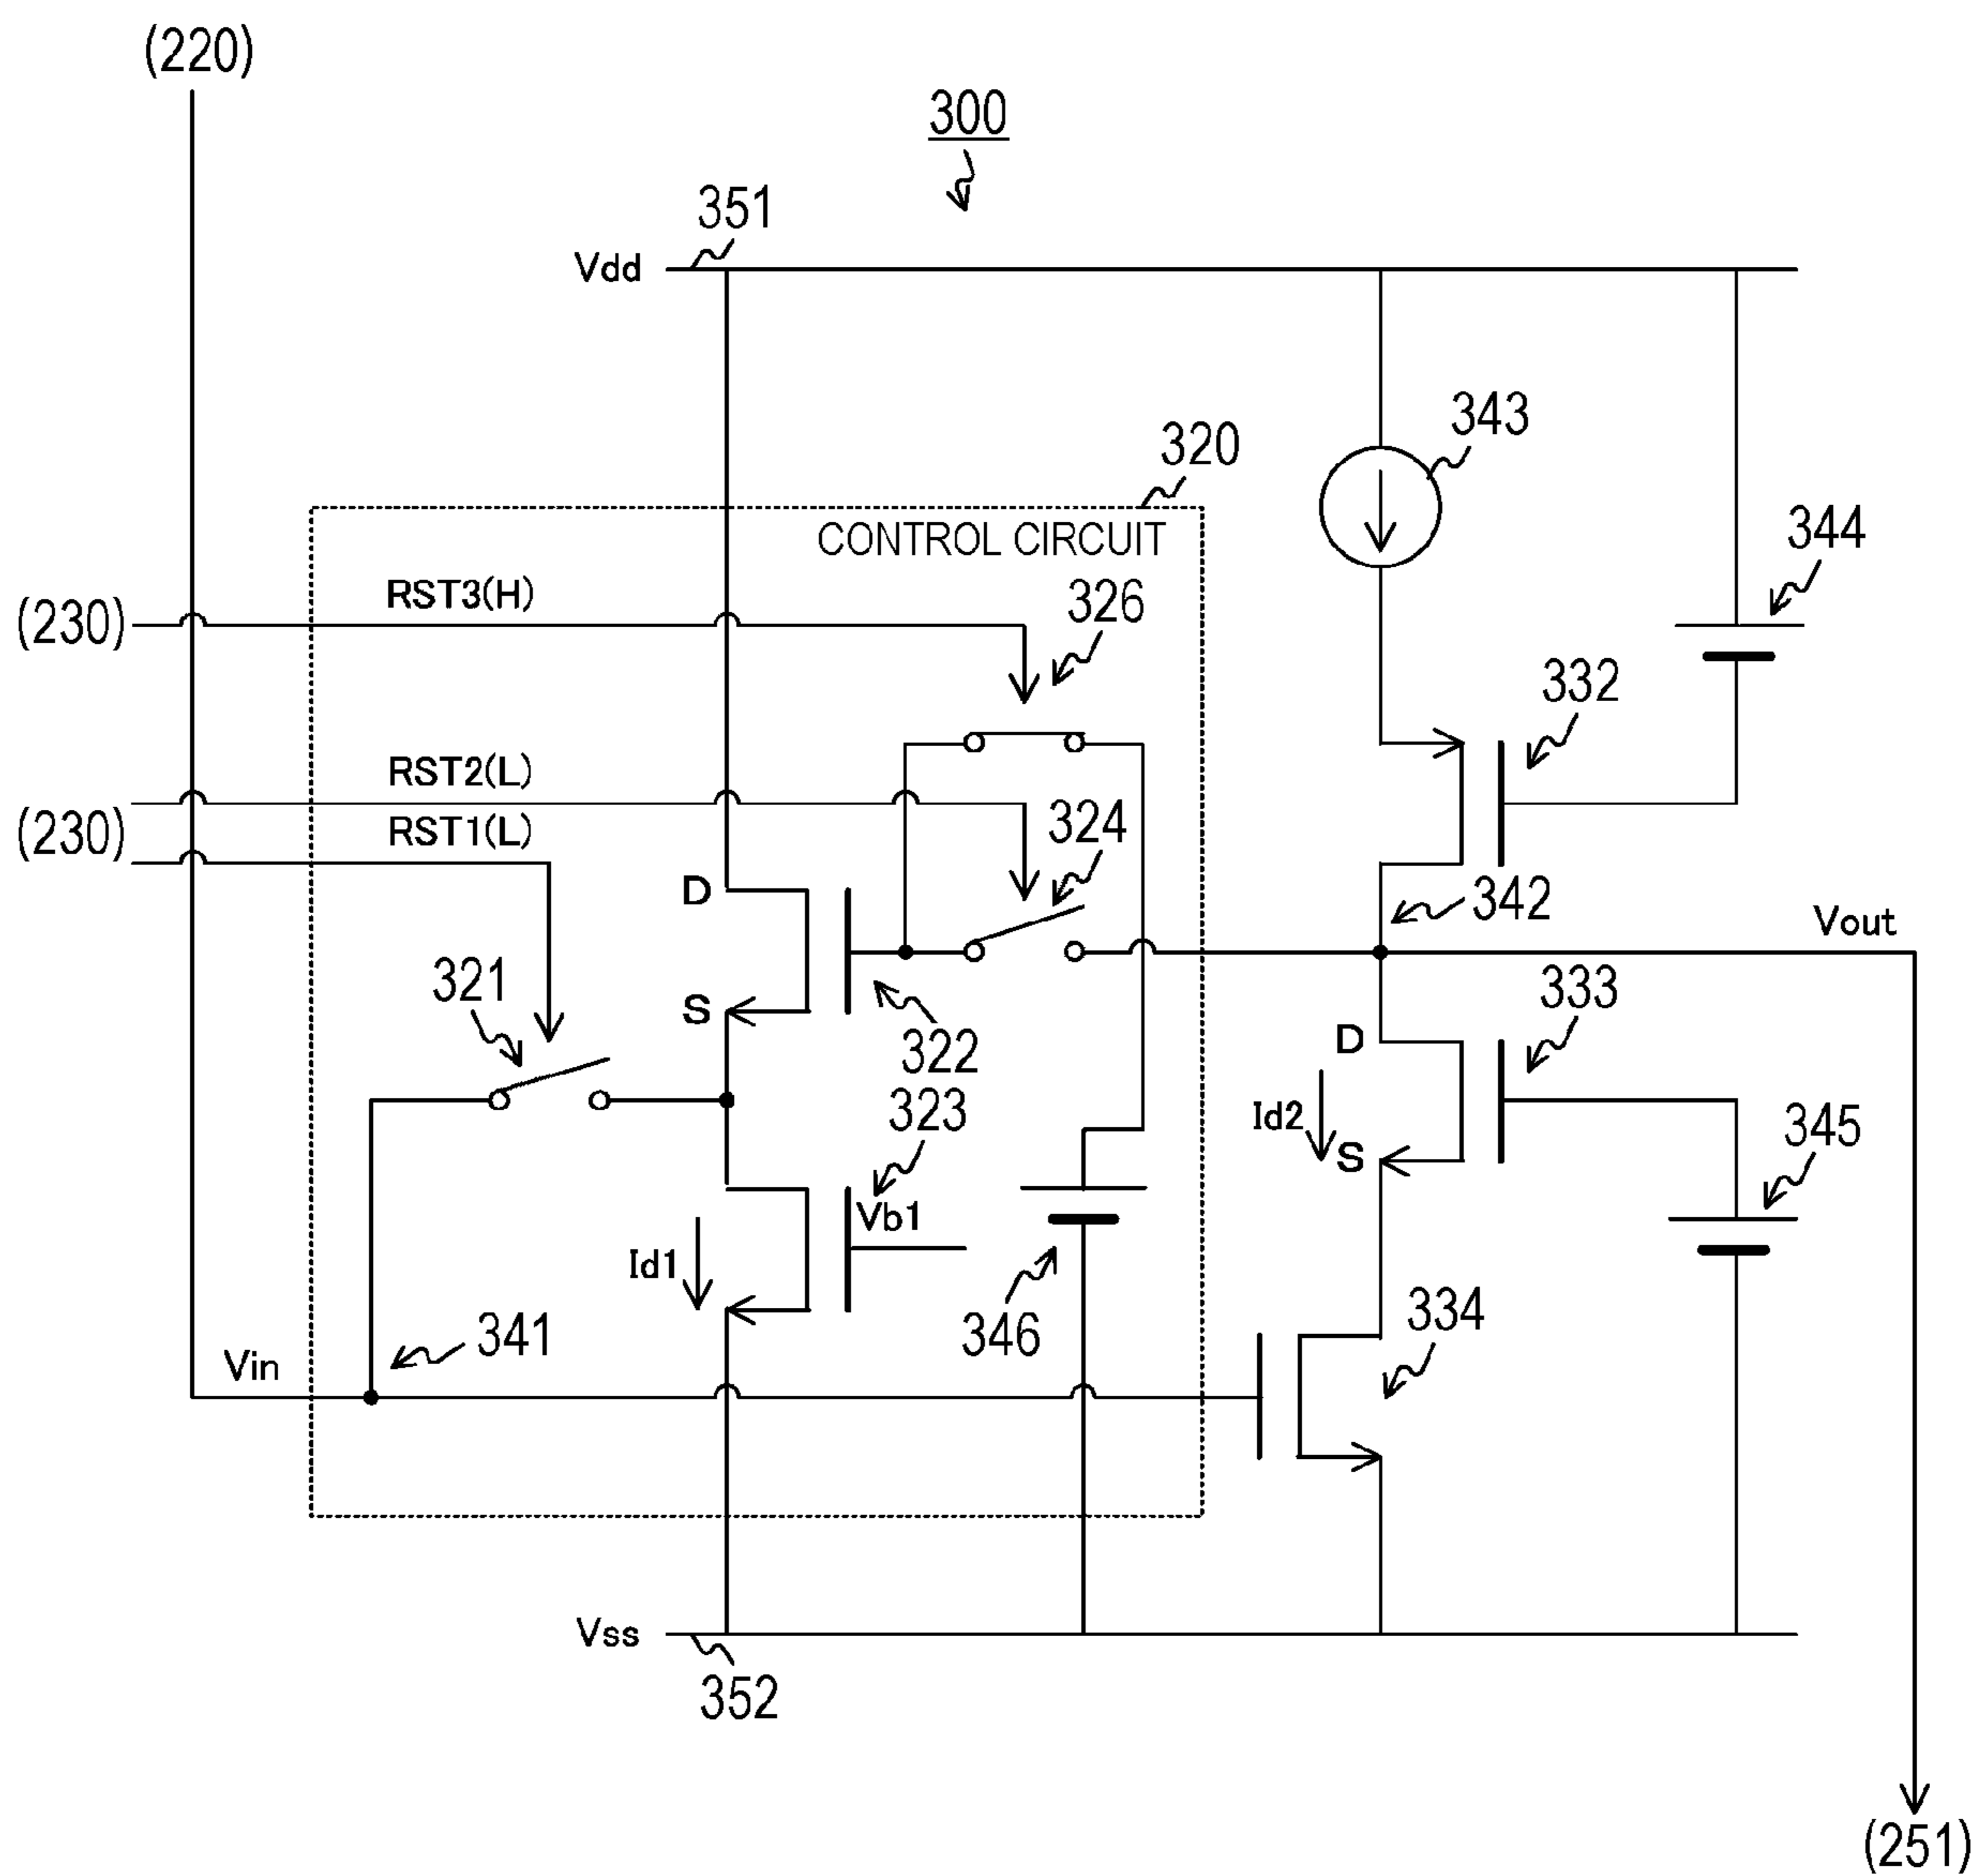 (220)
300
351
Vdd
343
320
CONTROL CIRCUIT
344
RST3(H)
326
(230)
332
RST2(L)
324
(230)
RST1(L)
D
342
Vout
321
S
333
322
D
323
Id2
345
S
Vb1
Id1
334
341
346
Vin
Vss
352
(251)